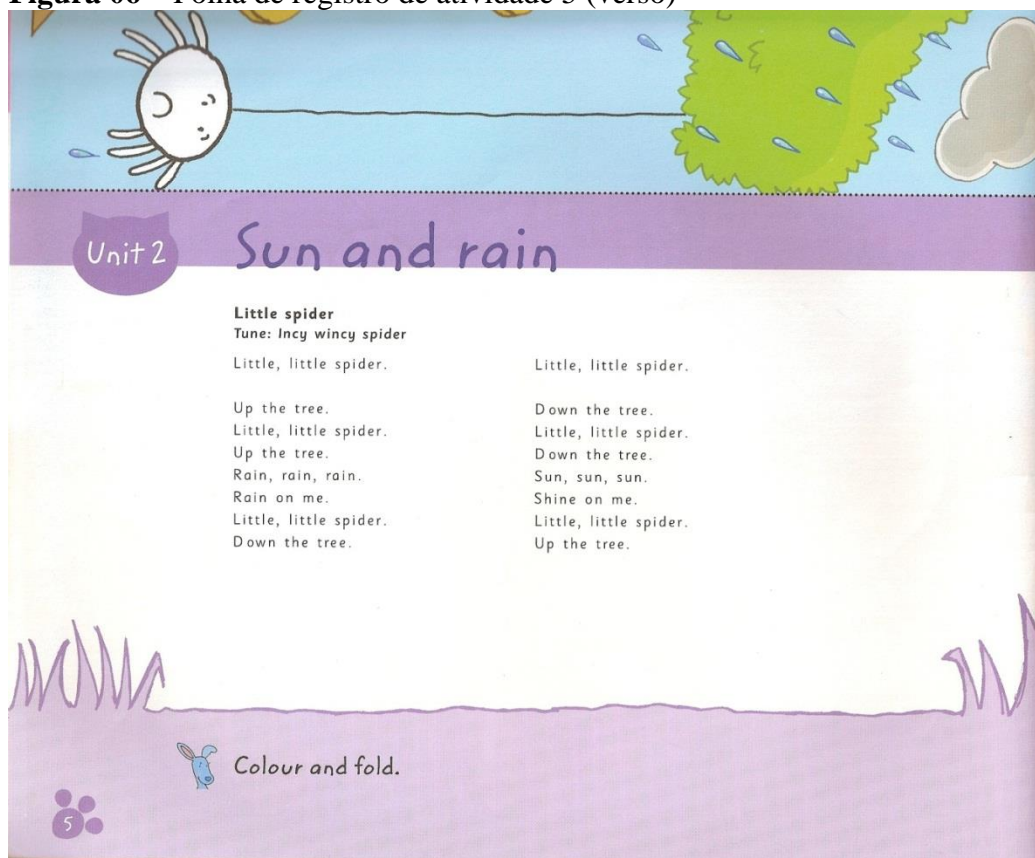 Figura 06 – Folha de registro de atividade 5 (verso)
Unit 2
Sun and rain
Little spider
Tune: Incy wincy spider
Little, little spider.
Up the tree.
Little, little spider.
Up the tree.
Rain, rain, rain.
Rain on me.
Little, little spider.
Down the tree.
Little, little spider.
Down the tree.
Little, little spider.
Down the tree.
Sun, sun, sun.
Shine on me.
Little, little spider.
Up the tree.
Colour and fold.
5